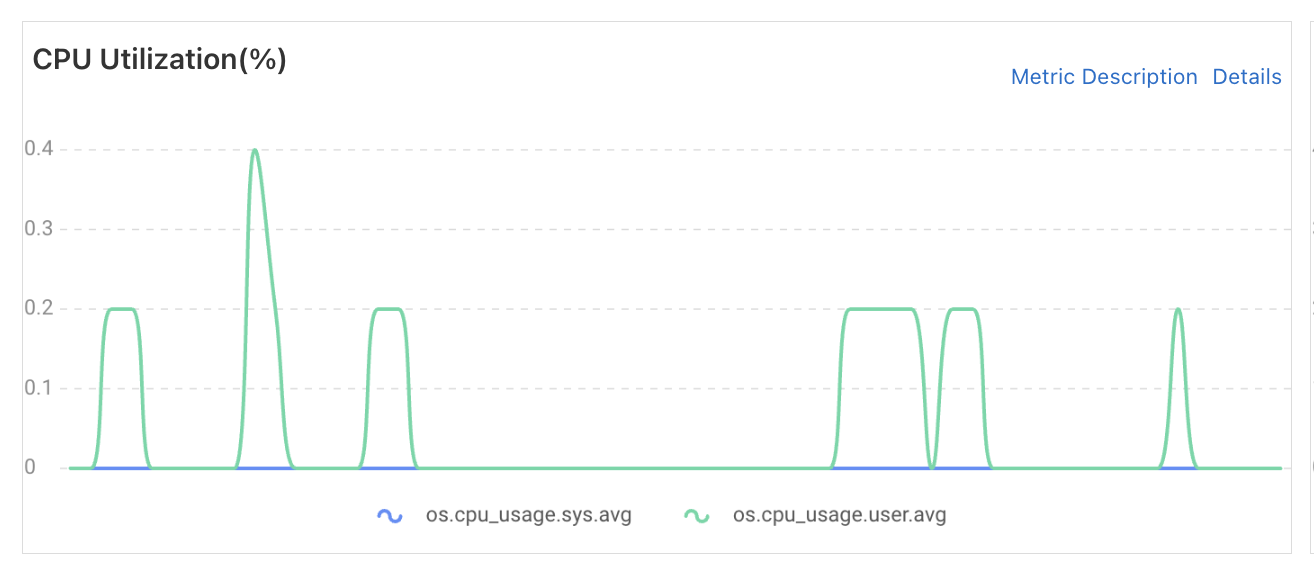 CPU Utilization(%)
Metric Description Details
0.4
0.3
0.2
0.1
0
os.cpu_usage.sys.avg os.cpu_usage.user.avg